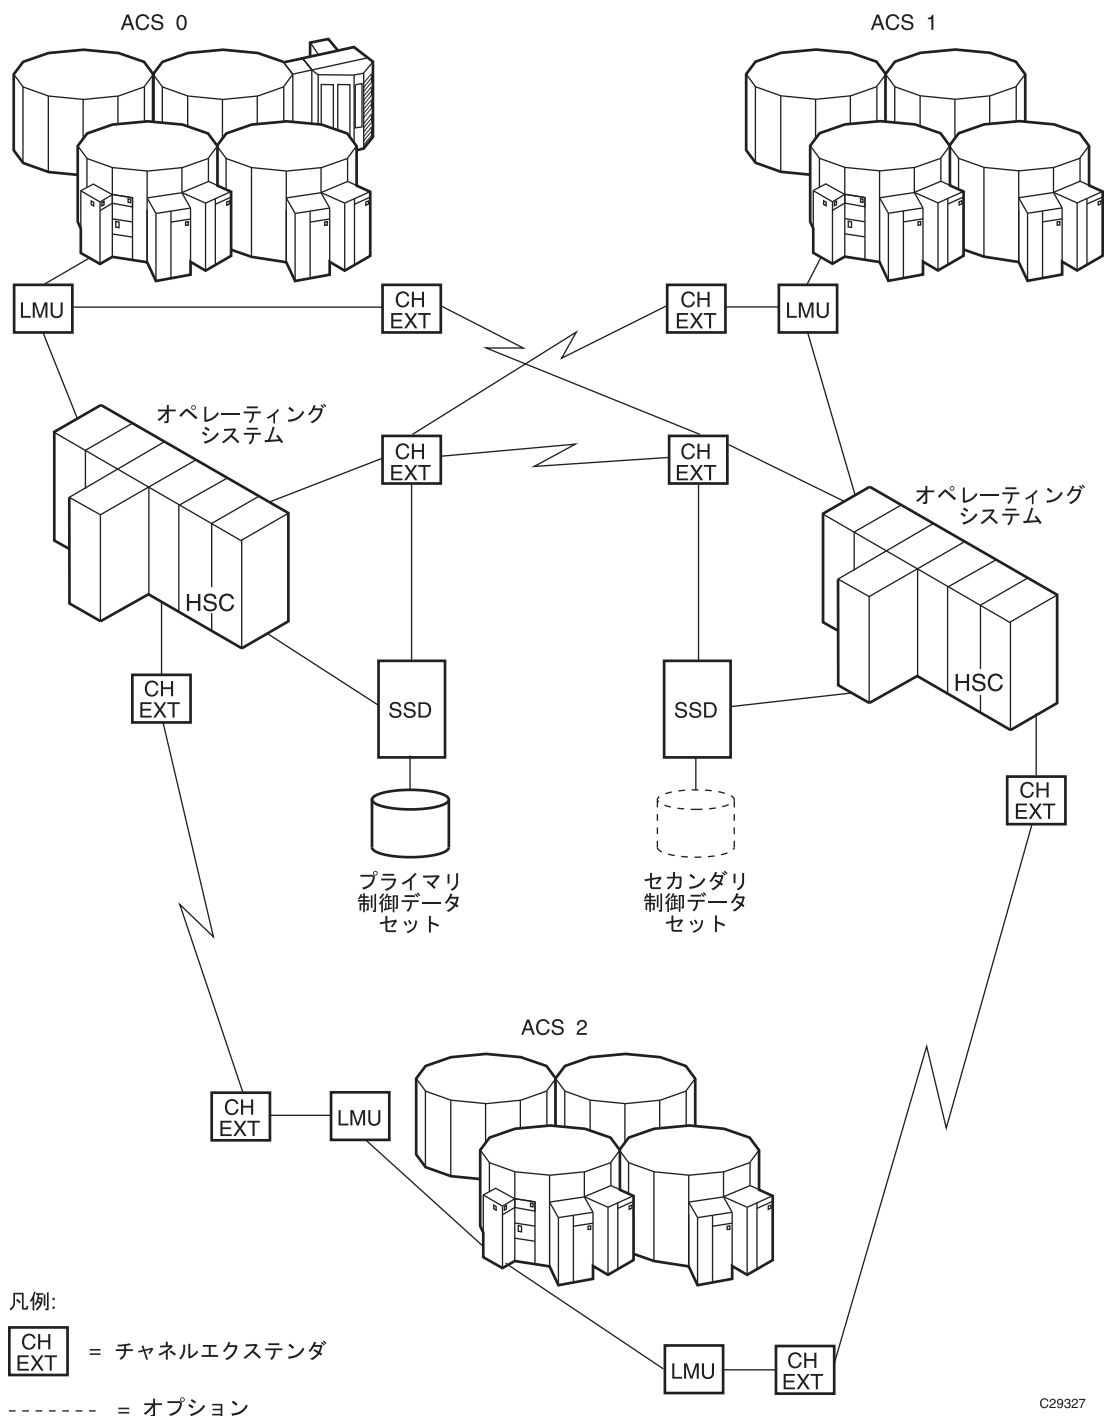 ACS 0
ACS 1
LMU
CH
EXT
CH
EXT
LMU
オペレーティング
システム
CH
EXT
CH
EXT
オペレーティング
システム
HSC
CH
EXT
SSD
SSD
HSC
CH
EXT
プライマリ
制御データ
セット
セカンダリ
制御データ
セット
ACS 2
CH
EXT
LMU
凡例:
CH
EXT
= チャネルエクステンダ
LMU
CH
EXT
------- = オプション
C29327